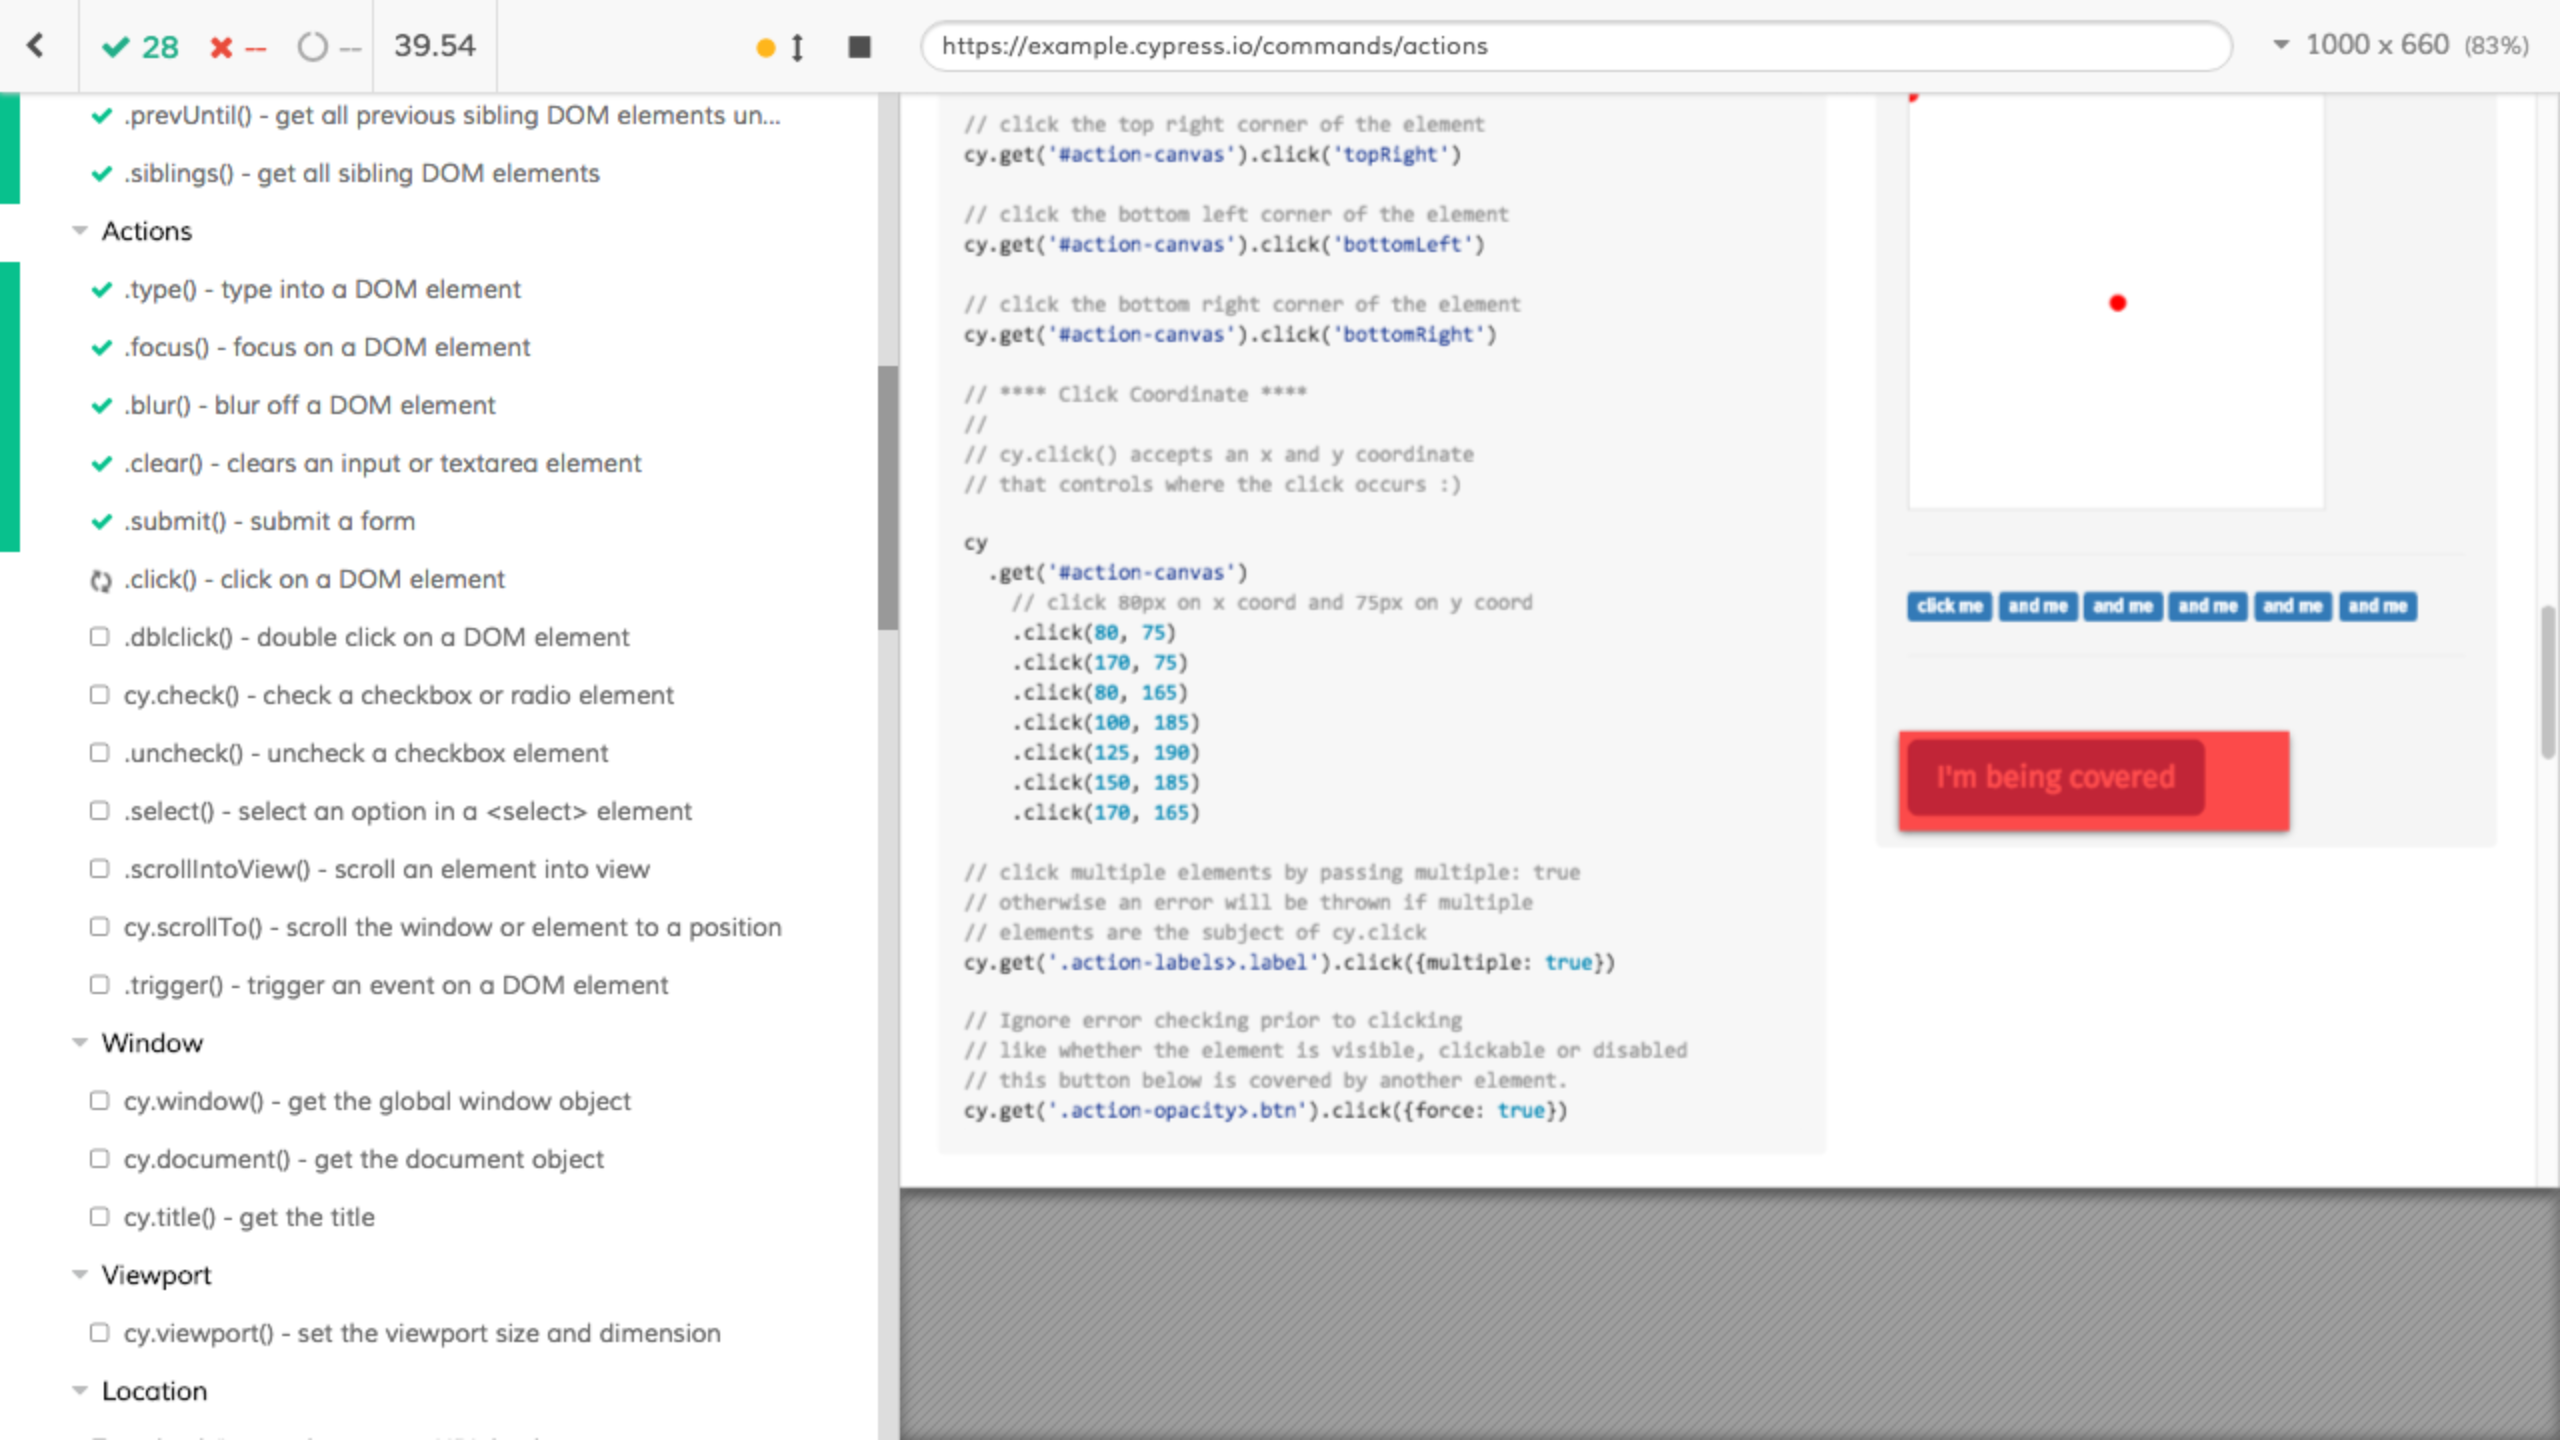 28 -- -- 39.54
https://example.cypress.io/commands/actions
1000 x 660 (83%)
.prevUntil() - get all previous sibling DOM elements un...
.siblings() - get all sibling DOM elements
Actions
.type() - type into a DOM element
.focus() - focus on a DOM element
.blur() - blur off a DOM element
.clear() - clears an input or textarea element
.submit() - submit a form
.click() - click on a DOM element
.dblclick() - double click on a DOM element
cy.check() - check a checkbox or radio element
.uncheck() - uncheck a checkbox element
.select() - select an option in a <select> element
.scrollIntoView() - scroll an element into view
cy.scrollTo() - scroll the window or element to a position
.trigger() - trigger an event on a DOM element
Window
cy.window() - get the global window object
cy.document() - get the document object
cy.title() - get the title
Viewport
cy.viewport() - set the viewport size and dimension
Location
// click the top right corner of the element
cy.get('#action-canvas').click('topRight')
// click the bottom left corner of the element
cy.get('#action-canvas').click('bottomLeft')
// click the bottom right corner of the element
cy.get('#action-canvas').click('bottomRight')
// **** Click Coordinate ****
//
// cy.click() accepts an x and y coordinate
// that controls where the click occurs :)
cy
.get('#action-canvas')
// click 80px on x coord and 75px on y coord
.click(80, 75)
.click(170, 75)
.click(80, 165)
.click(100, 185)
.click(125, 190)
.click(150, 185)
.click(170, 165)
// click multiple elements by passing multiple: true
// otherwise an error will be thrown if multiple
// elements are the subject of cy.click
cy.get('.action-labels>.label').click({multiple: true})
// Ignore error checking prior to clicking
// like whether the element is visible, clickable or disabled
// this button below is covered by another element.
cy.get('.action-opacity>.btn').click({force: true})
click me and me and me and me and me and me
I'm being covered